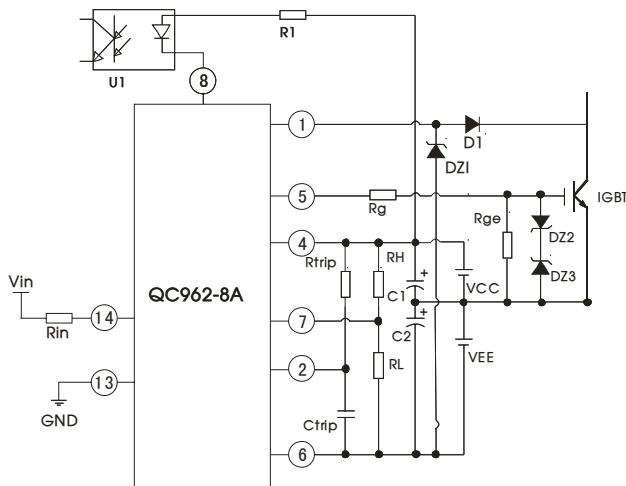 R1
U1
8
1
D1
DZ1
5
Rg
Rge
IGBT
DZ2
DZ3
4
Rtrip
RH
+
C1
VCC
Vin
QC962-8A
Rin
14
7
+
C2
RL
VEE
2
13
GND
Ctrip
6